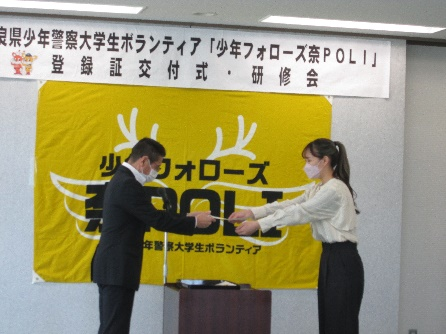 良県少年警察大学生ボランティア「少年フォローズ奈POLI」
登録証交付式・研修会
少年フォローズ
奈POLI
年警察大学生ボランティア